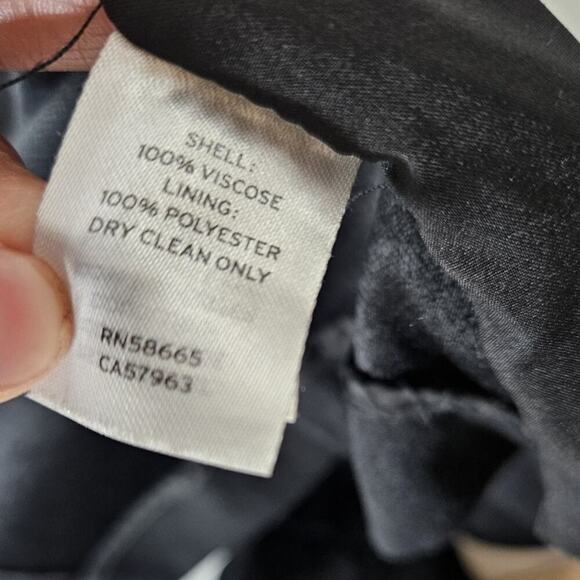 SHELL:
100% VISCOSE
LINING:
100% POLYESTER
DRY CLEAN ONLY
RN58665
CA57963